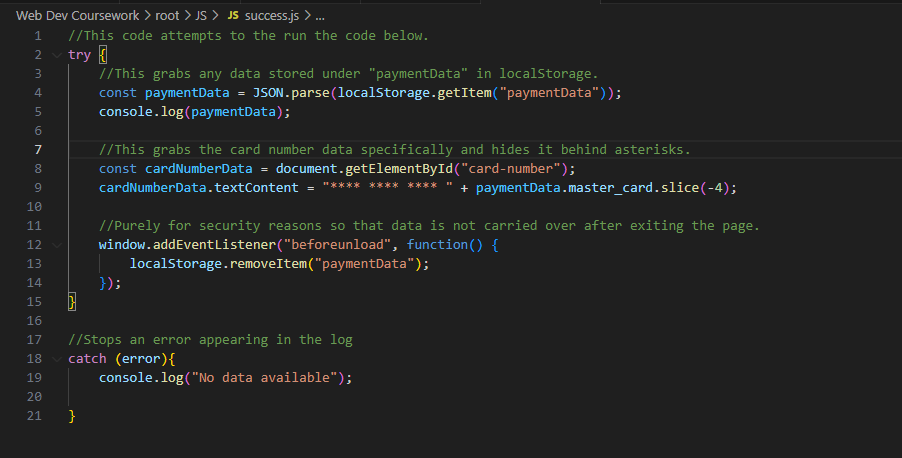 Web Dev Coursework > root > JS > JS success.js > ...
1 //This code attempts to the run the code below.
2 try {
3 //This grabs any data stored under "paymentData" in localStorage.
4 const paymentData = JSON.parse(localStorage.getItem("paymentData"));
5 console.log(paymentData);
6
7 //This grabs the card number data specifically and hides it behind asterisks.
8 const cardNumberData = document.getElementById("card-number");
9 cardNumberData.textContent = "**** **** **** " + paymentData.master_card.slice(-4);
10
11 //Purely for security reasons so that data is not carried over after exiting the page.
12 window.addEventListener("beforeunload", function() {
13 localStorage.removeItem("paymentData");
14 });
15 }
16
17 //Stops an error appearing in the log
18 catch (error){
19 console.log("No data available");
20
21 }